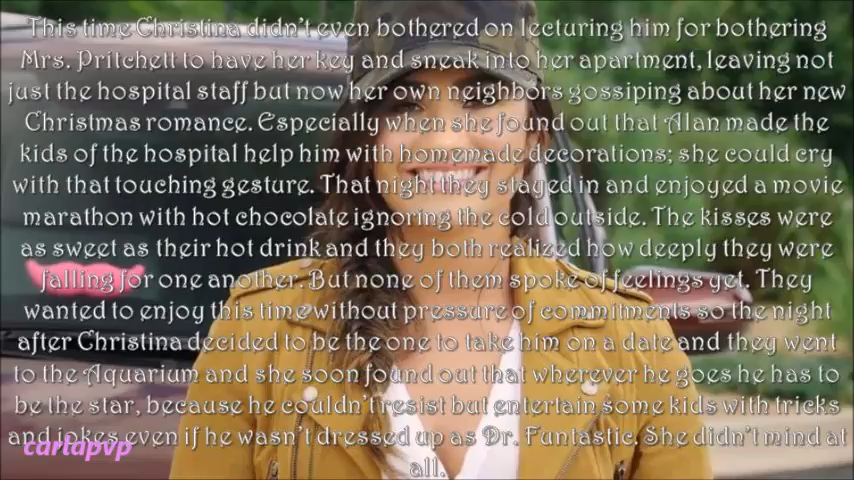 This time Christina didn't even bothered on lecturing him for bothering
Mrs. Pritchett to have her key and sneak into her apartment, leaving not
just the hospital staff but now her own neighbors gossiping about her new
Christmas romance. Especially when she found out that Alan made the
kids of the hospital help him with homemade decorations; she could cry
with that touching gesture. That night they stayed in and enjoyed a movie
marathon with hot chocolate ignoring the cold outside. The kisses were
as sweet as their hot drink and they both realized how deeply they were
falling for one another. But none of them spoke of feelings yet. They
wanted to enjoy this time without pressure of commitments so the night
after Christina decided to be the one to take him on a date and they went
to the Aquarium and she soon found out that wherever he goes he has to
be the star, because he couldn't resist but entertain some kids with tricks
and jokes even if he wasn't dressed up as Dr. Funtastic. She didn't mind at
all.
carlapvp